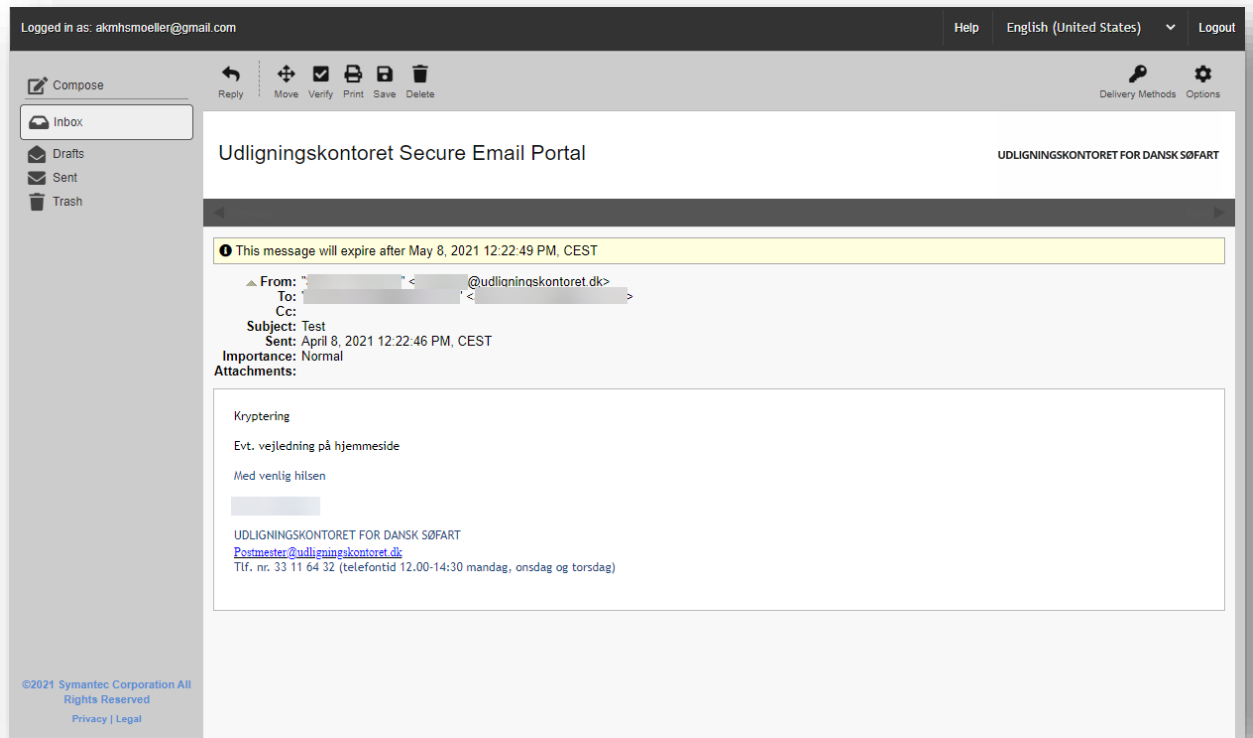 Logged in as: akmhsmoeller@gmail.com
Help
English (United States)
Logout
Compose
Inbox
Drafts
Sent
Trash
Reply
Move
Verify
Print
Save
Delete
Delivery Methods
Options
Udligningskontoret Secure Email Portal
UDLIGNINGSKONTORET FOR DANSK SØFART
This message will expire after May 8, 2021 12:22:49 PM, CEST
From: " " < @udligningskontoret.dk>
To: " " < >
Cc:
Subject: Test
Sent: April 8, 2021 12:22:46 PM, CEST
Importance: Normal
Attachments:
Kryptering
Evt. vejledning på hjemmeside
Med venlig hilsen
UDLIGNINGSKONTORET FOR DANSK SØFART
Postmester@udligningskontoret.dk
Tlf. nr. 33 11 64 32 (telefontid 12.00-14:30 mandag, onsdag og torsdag)
©2021 Symantec Corporation All
Rights Reserved
Privacy | Legal